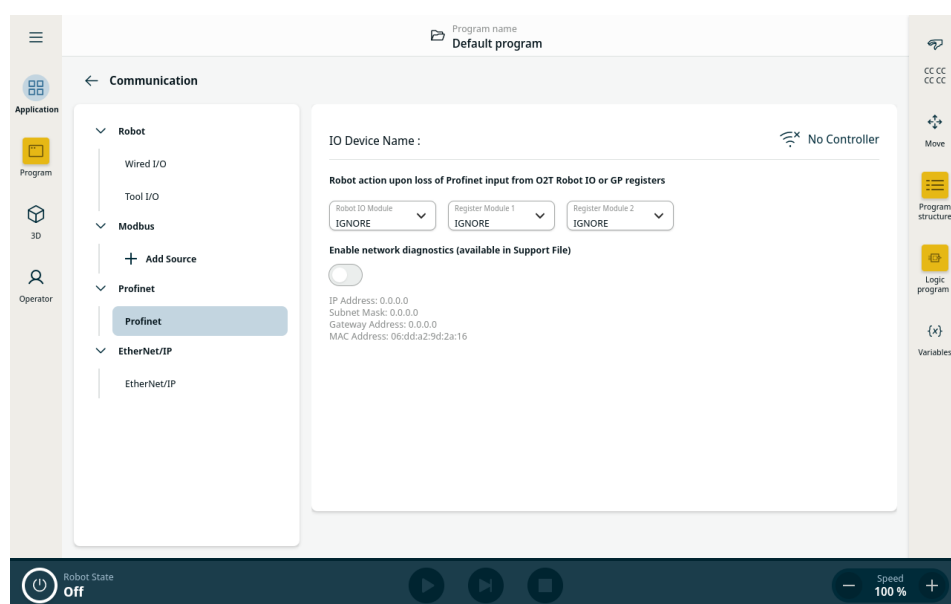 Program name
Default program
Application
Program
3D
Operator
Communication
Robot
Wired I/O
Tool I/O
Modbus
Add Source
Profinet
Profinet
EtherNet/IP
EtherNet/IP
IO Device Name :
No Controller
Robot action upon loss of Profinet input from O2T Robot IO or GP registers
Robot IO Module
IGNORE
Register Module 1
IGNORE
Register Module 2
IGNORE
Enable network diagnostics (available in Support File)
IP Address: 0.0.0.0
Subnet Mask: 0.0.0.0
Gateway Address: 0.0.0.0
MAC Address: 06:dd:a2:9d:2a:16
CC CC
CC CC
Move
Program
structure
Logic
program
{x}
Variables
Robot State
Off
Speed
100 %